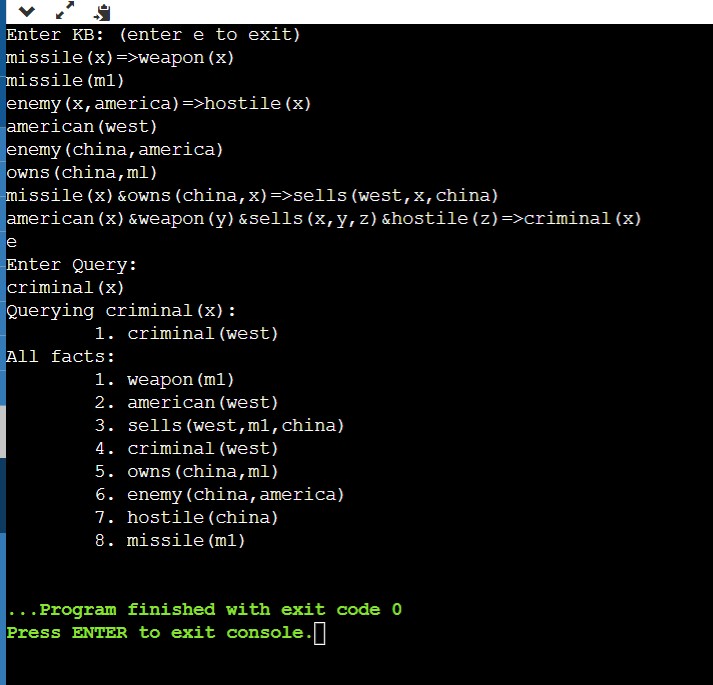 Enter KB: (enter e to exit)
missile(x)=>weapon(x)
missile(m1)
enemy(x,america)=>hostile(x)
american(west)
enemy(china,america)
owns(china,ml)
missile(x)&owns(china,x)=>sells(west,x,china)
american(x)&weapon(y)&sells(x,y,z)&hostile(z)=>criminal(x)
e
Enter Query:
criminal(x)
Querying criminal(x):
1. criminal(west)
All facts:
1. weapon(m1)
2. american(west)
3. sells(west,m1,china)
4. criminal(west)
5. owns(china,ml)
6. enemy(china,america)
7. hostile(china)
8. missile(m1)
...Program finished with exit code 0
Press ENTER to exit console.